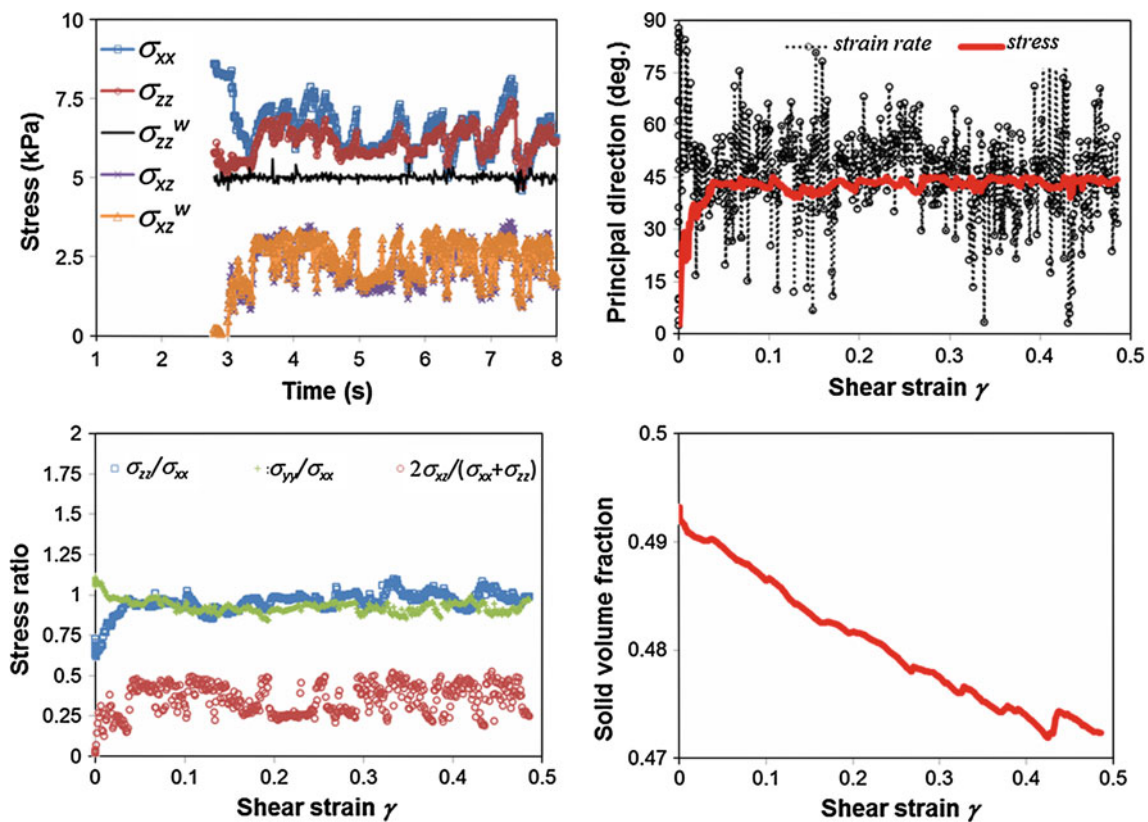 10
7.5
5
2.5
0
Stress (kPa)
σxx
σzz
σzz^W
σxz
σxz^W
1 2 3 4 5 6 7 8
Time (s)
90
75
60
45
30
15
0
Principal direction (deg.)
strain rate stress
0 0.1 0.2 0.3 0.4 0.5
Shear strain γ
2
1.75
1.5
1.25
1
0.75
0.5
0.25
0
Stress ratio
σzz/σxx :σyy/σxx 2σxz/(σxx+σzz)
0 0.1 0.2 0.3 0.4 0.5
Shear strain γ
0.5
0.49
0.48
0.47
Solid volume fraction
0 0.1 0.2 0.3 0.4 0.5
Shear strain γ